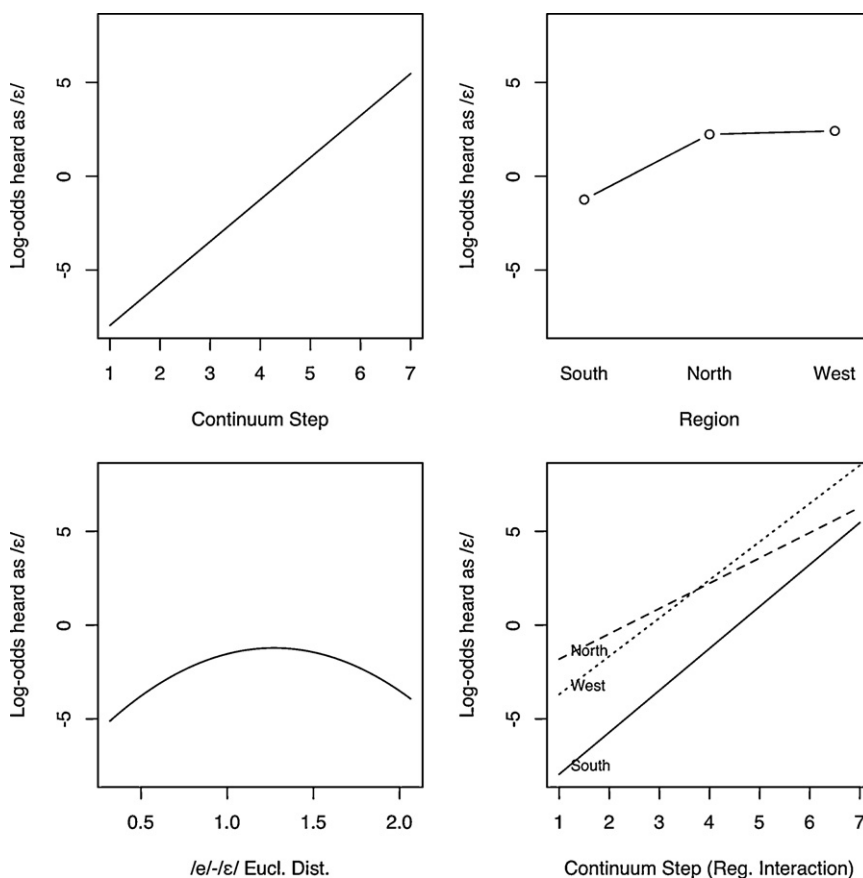 Log-odds heard as /ε/
5
0
-5
1 2 3 4 5 6 7
Continuum Step
Log-odds heard as /ε/
5
0
-5
South North West
Region
Log-odds heard as /ε/
5
0
-5
0.5 1.0 1.5 2.0
/e/-/ε/ Eucl. Dist.
Log-odds heard as /ε/
5
0
-5
North
West
South
1 2 3 4 5 6 7
Continuum Step (Reg. Interaction)